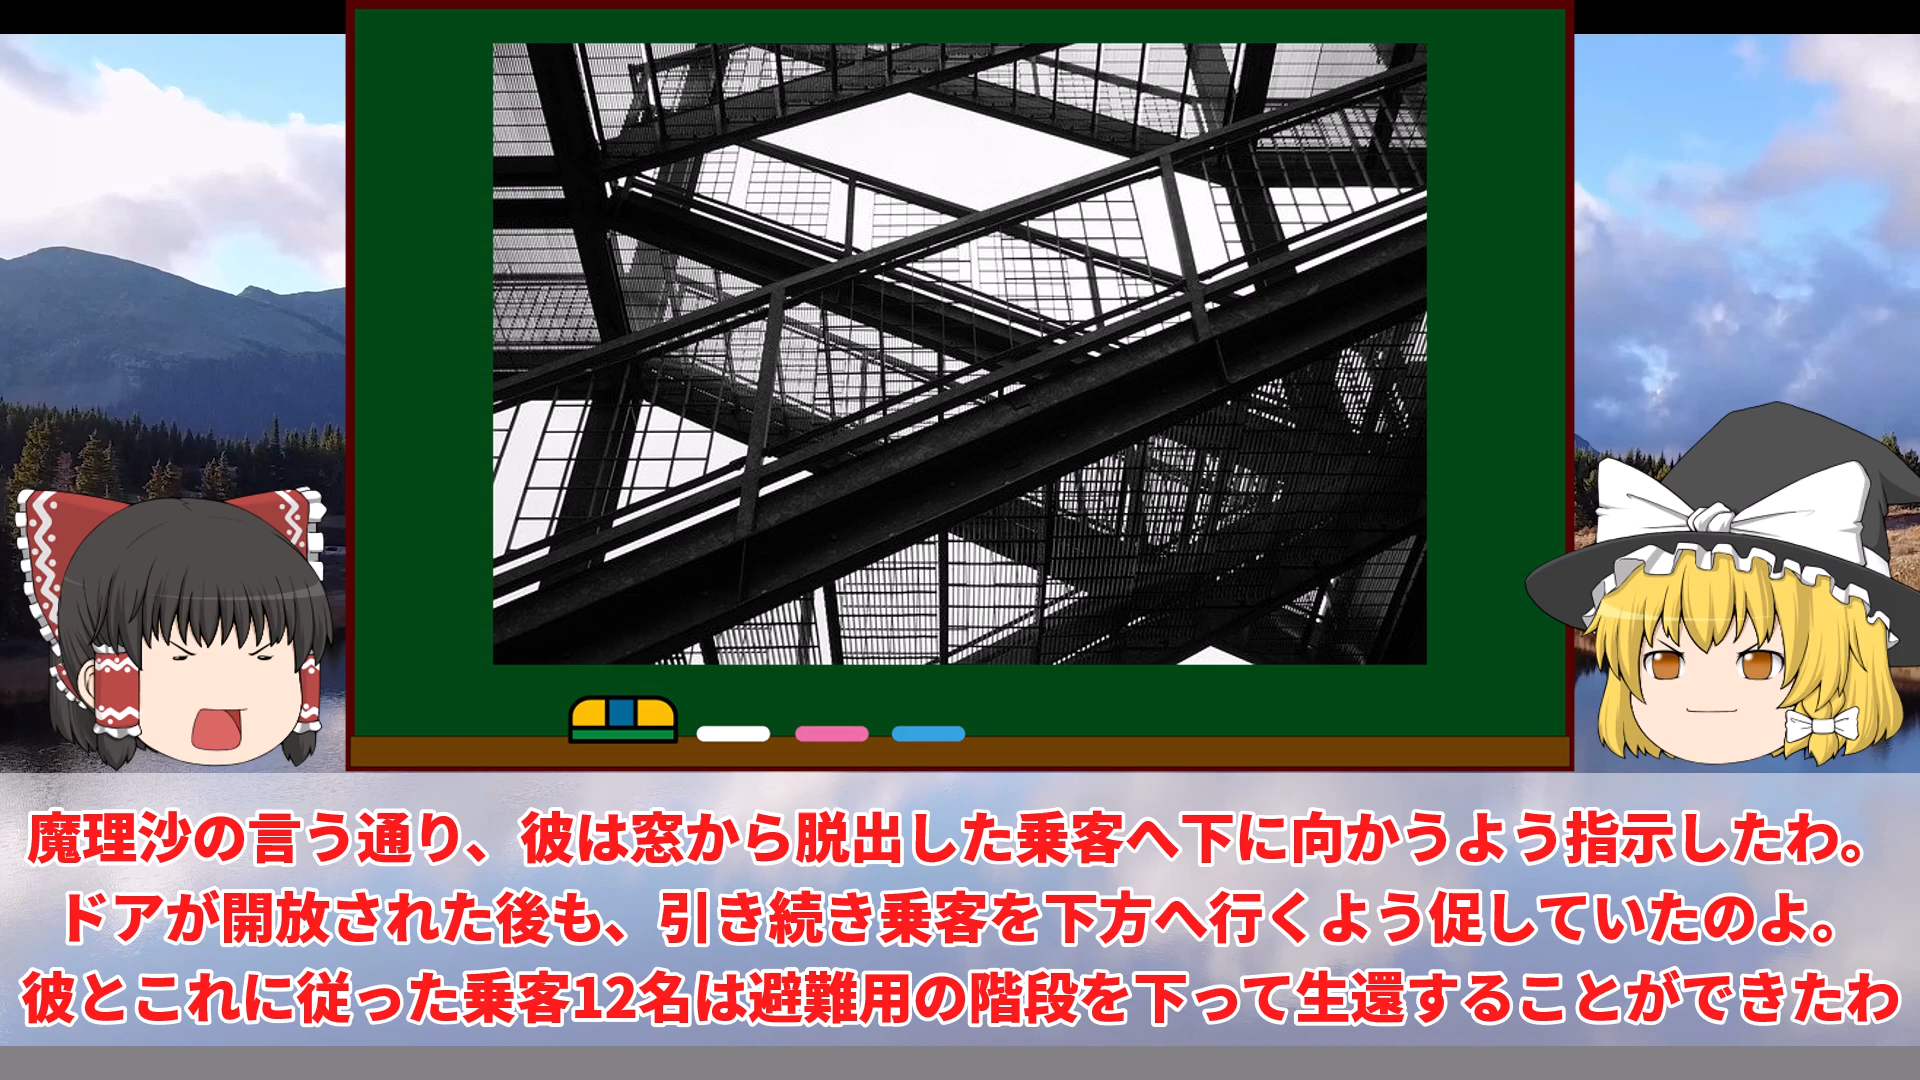 魔理沙の言う通り、彼は窓から脱出した乗客へ下に向かうよう指示したわ。
ドアが開放された後も、引き続き乗客を下方へ行くよう促していたのよ。
彼とこれに従った乗客12名は避難用の階段を下って生還することができたわ